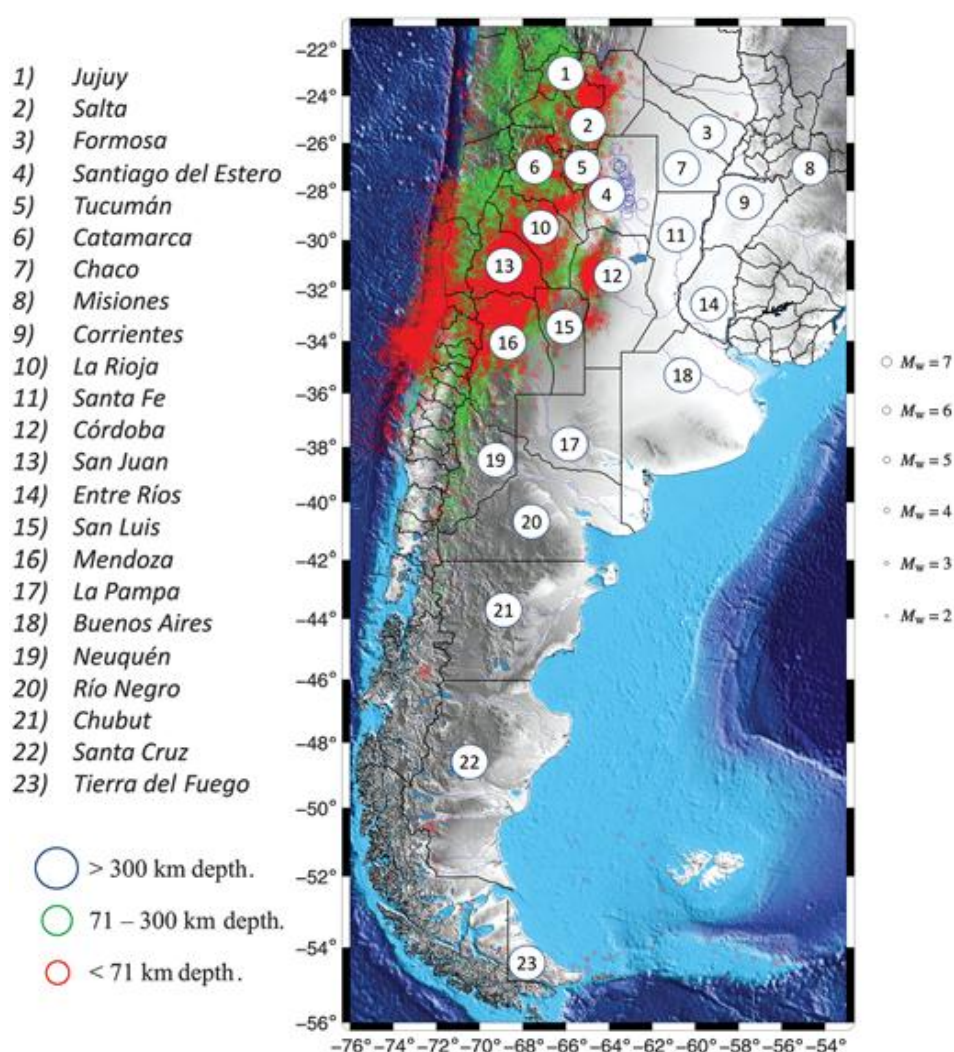 1) Jujuy
2) Salta
3) Formosa
4) Santiago del Estero
5) Tucumán
6) Catamarca
7) Chaco
8) Misiones
9) Corrientes
10) La Rioja
11) Santa Fe
12) Córdoba
13) San Juan
14) Entre Ríos
15) San Luis
16) Mendoza
17) La Pampa
18) Buenos Aires
19) Neuquén
20) Río Negro
21) Chubut
22) Santa Cruz
23) Tierra del Fuego
> 300 km depth.
71 – 300 km depth.
< 71 km depth.
−22°
−24°
−26°
−28°
−30°
−32°
−34°
−36°
−38°
−40°
−42°
−44°
−46°
−48°
−50°
−52°
−54°
−56°
1
2
3
6
5
7
8
4
9
10
11
13
12
14
15
16
18
17
19
20
21
22
23
−76° −74° −72° −70° −68° −66° −64° −62° −60° −58° −56° −54°
Mw = 7
Mw = 6
Mw = 5
Mw = 4
Mw = 3
Mw = 2